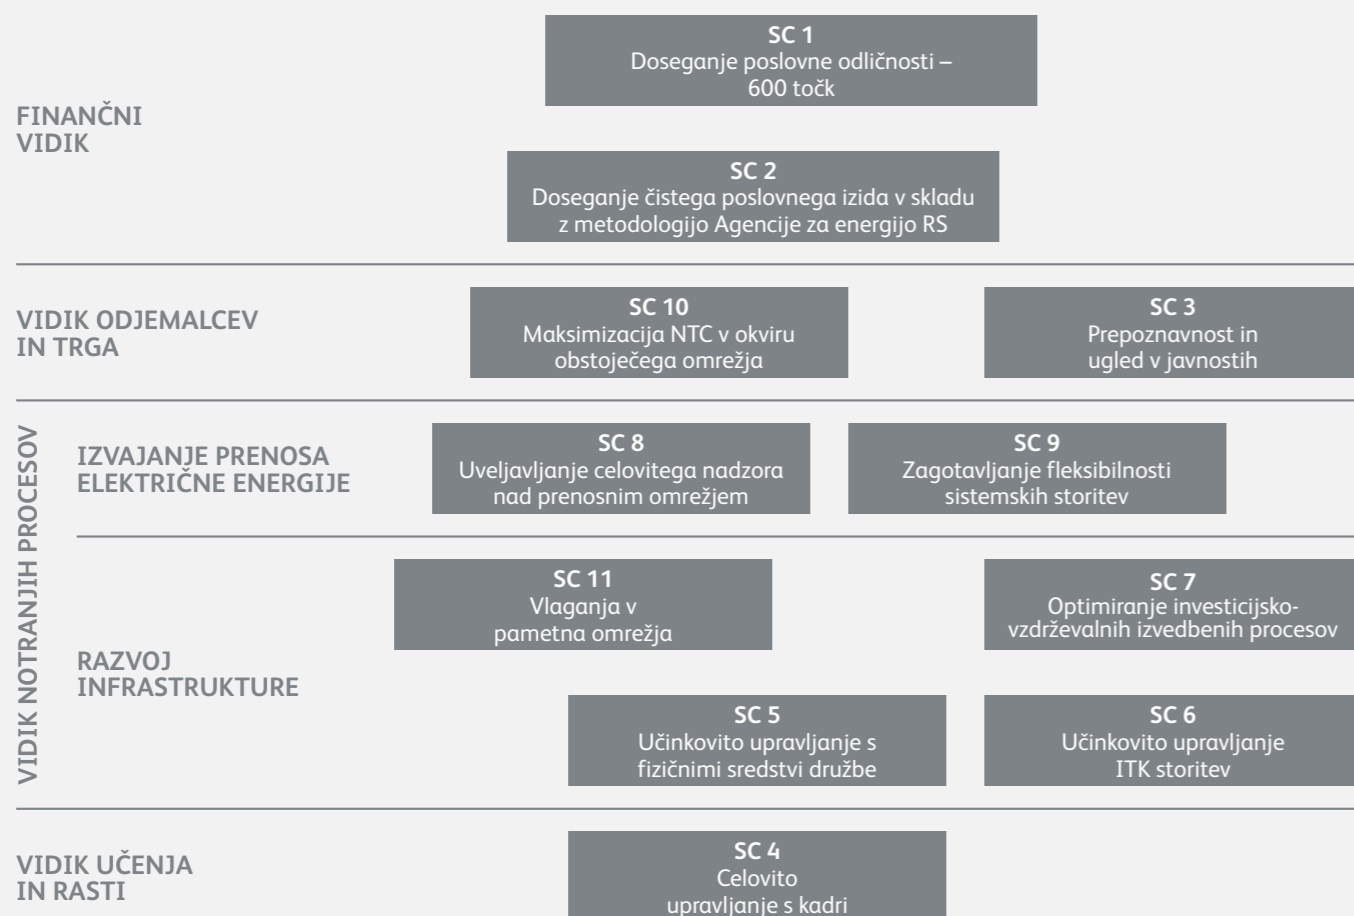 FINANČNI
VIDIK
SC 1
Doseganje poslovne odličnosti –
600 točk
SC 2
Doseganje čistega poslovnega izida v skladu
z metodologijo Agencije za energijo RS
VIDIK ODJEMALCEV
IN TRGA
SC 10
Maksimizacija NTC v okviru
obstoječega omrežja
SC 3
Prepoznavnost in
ugled v javnostih
VIDIK NOTRANJIH PROCESOV
IZVAJANJE PRENOSA
ELEKTRIČNE ENERGIJE
SC 8
Uveljavljanje celovitega nadzora
nad prenosnim omrežjem
SC 9
Zagotavljanje fleksibilnosti
sistemskih storitev
RAZVOJ
INFRASTRUKTURE
SC 11
Vlaganja v
pametna omrežja
SC 7
Optimiranje investicijsko-
vzdrževalnih izvedbenih procesov
SC 5
Učinkovito upravljanje s
fizičnimi sredstvi družbe
SC 6
Učinkovito upravljanje
ITK storitev
VIDIK UČENJA
IN RASTI
SC 4
Celovito
upravljanje s kadri